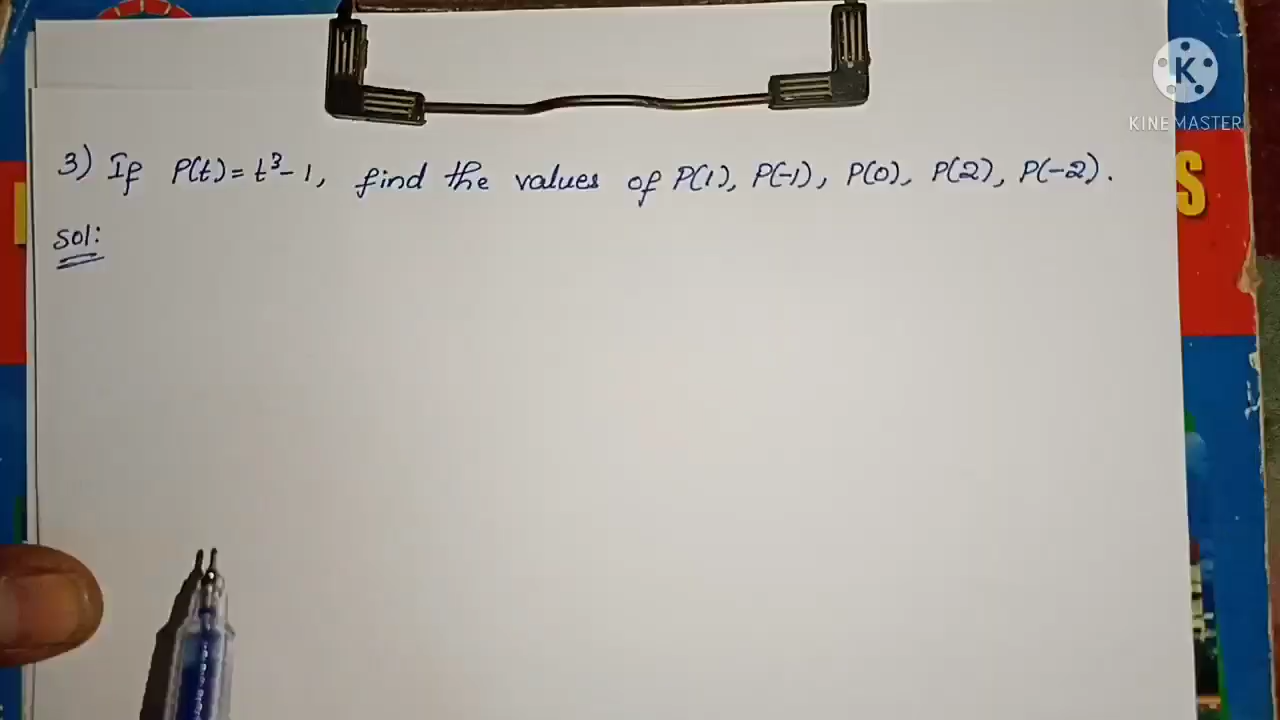 KINEMASTER
3) If P(t) = t³ - 1, find the values of P(1), P(-1), P(0), P(2), P(-2).
Sol:
S